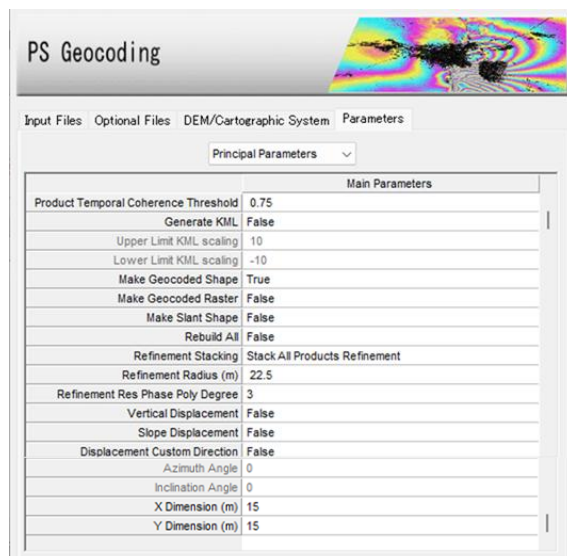 PS Geocoding
Input Files Optional Files DEM/Cartographic System Parameters
Principal Parameters
Main Parameters
Product Temporal Coherence Threshold 0.75
Generate KML False
Upper Limit KML scaling 10
Lower Limit KML scaling -10
Make Geocoded Shape True
Make Geocoded Raster False
Make Slant Shape False
Rebuild All False
Refinement Stacking Stack All Products Refinement
Refinement Radius (m) 22.5
Refinement Res Phase Poly Degree 3
Vertical Displacement False
Slope Displacement False
Displacement Custom Direction False
Azimuth Angle 0
Inclination Angle 0
X Dimension (m) 15
Y Dimension (m) 15